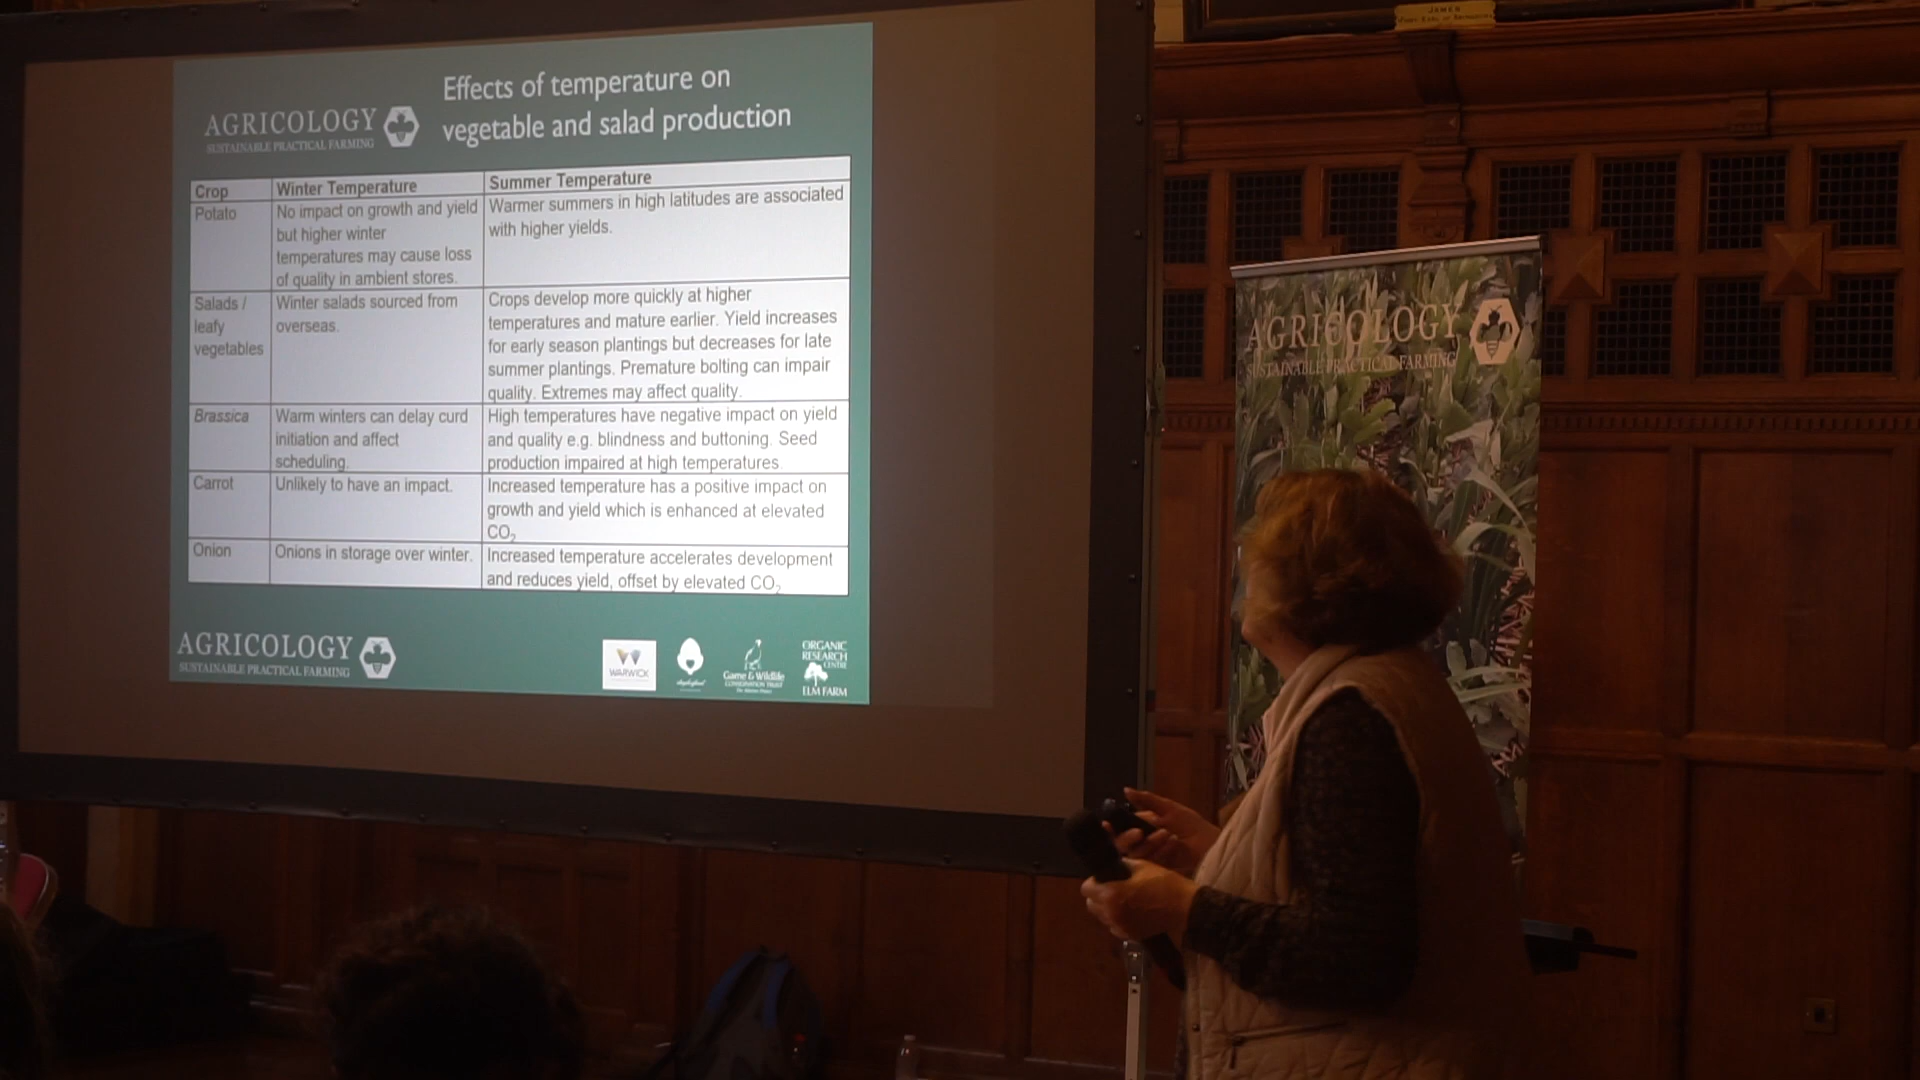 JAMES
Effects of temperature on
vegetable and salad production
AGRICOLOGY
SUSTAINABLE PRACTICAL FARMING
Crop
Winter Temperature
Summer Temperature
Potato
No impact on growth and yield
but higher winter
temperatures may cause loss
of quality in ambient stores.
Warmer summers in high latitudes are associated
with higher yields.
Salads /
leafy
vegetables
Winter salads sourced from
overseas.
Crops develop more quickly at higher
temperatures and mature earlier. Yield increases
for early season plantings but decreases for late
summer plantings. Premature bolting can impair
quality. Extremes may affect quality.
Brassica
Warm winters can delay curd
initiation and affect
scheduling.
High temperatures have negative impact on yield
and quality e.g. blindness and buttoning. Seed
production impaired at high temperatures.
Carrot
Unlikely to have an impact.
Increased temperature has a positive impact on
growth and yield which is enhanced at elevated
CO₂
Onion
Onions in storage over winter.
Increased temperature accelerates development
and reduces yield, offset by elevated CO₂
AGRICOLOGY
SUSTAINABLE PRACTICAL FARMING
WARWICK
Game & Wildlife
CONSERVATION TRUST
ORGANIC
RESEARCH
CENTRE
ELM FARM
AGRICOLOGY
SUSTAINABLE PRACTICAL FARMING